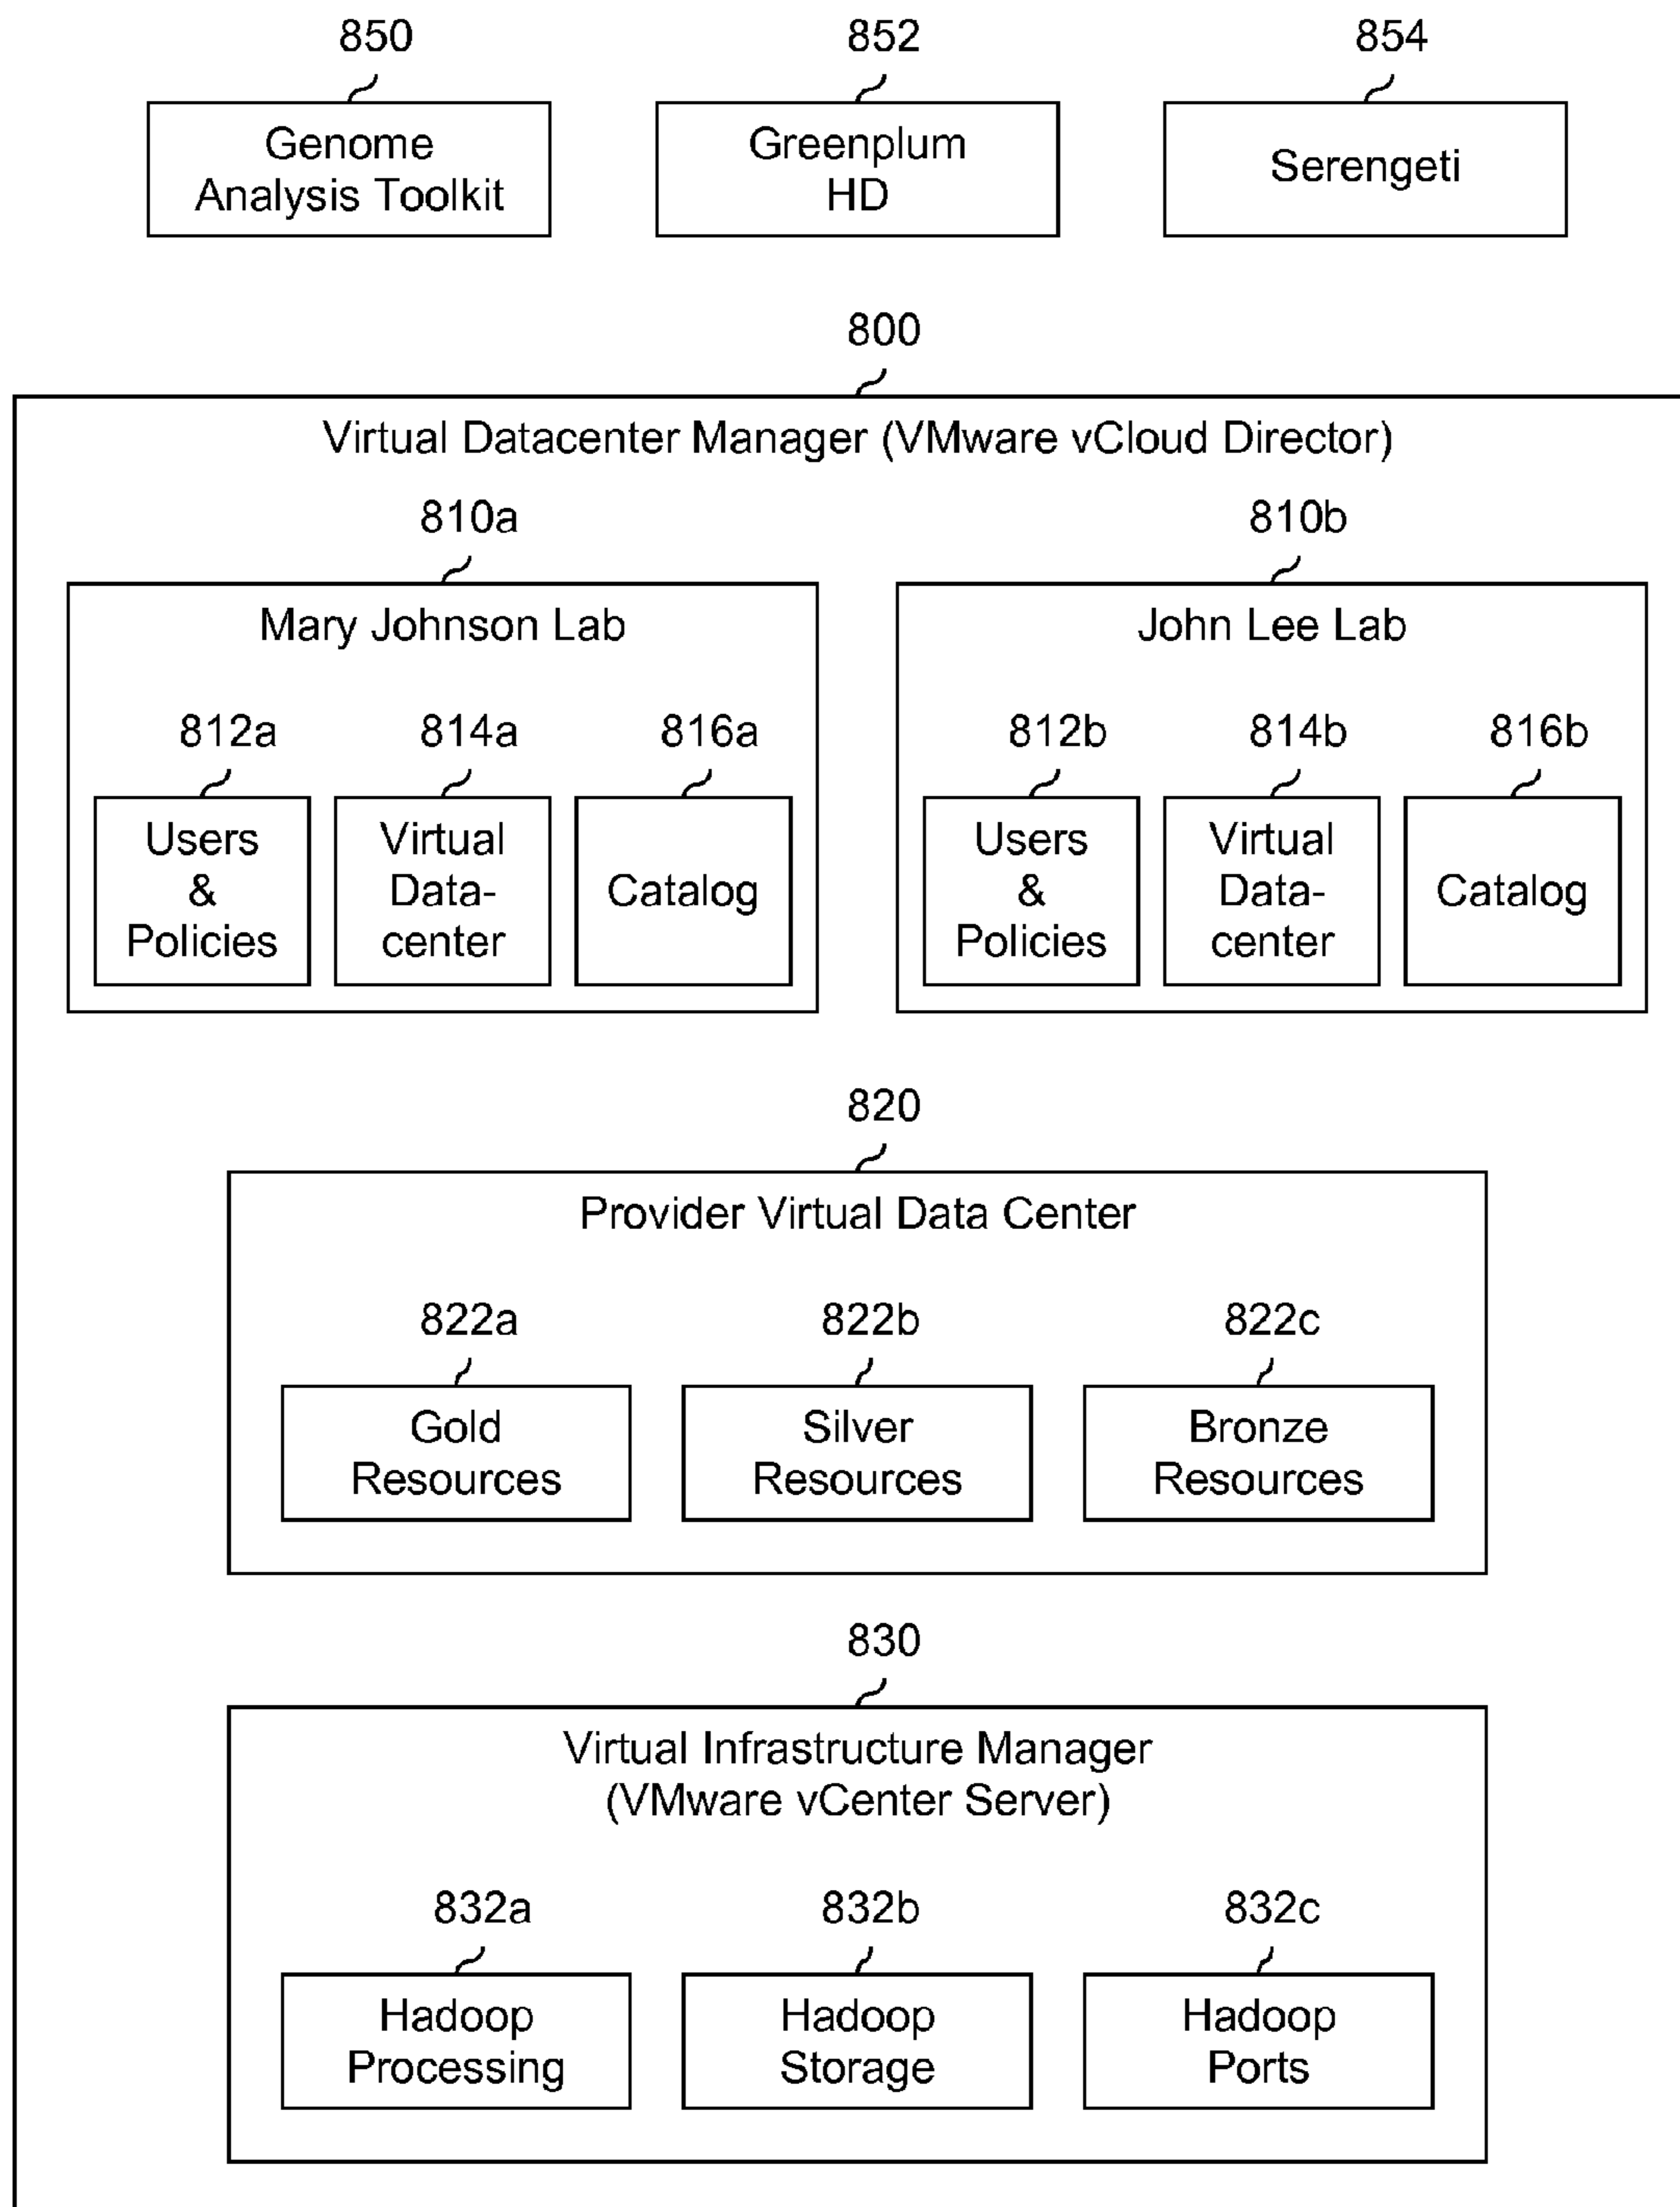 850
852
854
Genome
Analysis Toolkit
Greenplum
HD
Serengeti
800
Virtual Datacenter Manager (VMware vCloud Director)
810a
810b
Mary Johnson Lab
John Lee Lab
812a
814a
816a
812b
814b
816b
Users
&
Policies
Virtual
Data-
center
Catalog
Users
&
Policies
Virtual
Data-
center
Catalog
820
Provider Virtual Data Center
822a
822b
822c
Gold
Resources
Silver
Resources
Bronze
Resources
830
Virtual Infrastructure Manager
(VMware vCenter Server)
832a
832b
832c
Hadoop
Processing
Hadoop
Storage
Hadoop
Ports